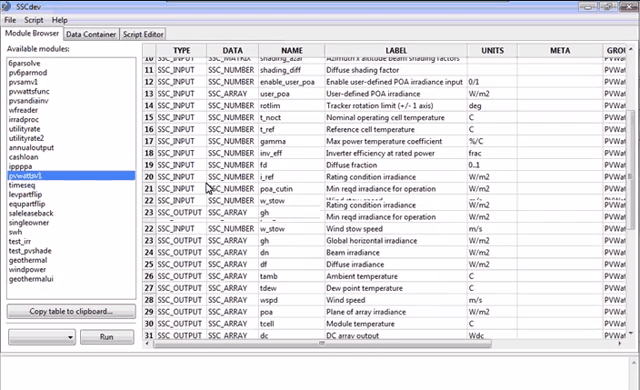 SSCdev
File Script Help
Module Browser Data Container Script Editor
Available modules:
6parsolve
pv6parmod
pvsamv1
pvwattsfunc
pvsandiainv
wfreader
irradproc
utilityrate
utilityrate2
annualoutput
cashloan
ippppa
pvwattsv1
timeseq
levpartflip
equpartflip
saleleaseback
singleowner
swh
test_irr
test_pvshade
geothermal
windpower
geothermalui
Copy table to clipboard...
Run
TYPE DATA NAME LABEL UNITS META GROU
10 SSC_INPUT SSC_MATRIX shading_azal Azimuth x altitude beam shading factors
11 SSC_INPUT SSC_NUMBER shading_diff Diffuse shading factor
12 SSC_INPUT SSC_NUMBER enable_user_poa Enable user-defined POA irradiance input 0/1 PVWat
13 SSC_INPUT SSC_ARRAY user_poa User-defined POA irradiance W/m2 PVWat
14 SSC_INPUT SSC_NUMBER rotlim Tracker rotation limit (+/- 1 axis) deg PVWat
15 SSC_INPUT SSC_NUMBER t_noct Nominal operating cell temperature C PVWat
16 SSC_INPUT SSC_NUMBER t_ref Reference cell temperature C PVWat
17 SSC_INPUT SSC_NUMBER gamma Max power temperature coefficient %/C PVWat
18 SSC_INPUT SSC_NUMBER inv_eff Inverter efficiency at rated power frac PVWat
19 SSC_INPUT SSC_NUMBER fd Diffuse fraction 0..1 PVWat
20 SSC_INPUT SSC_NUMBER i_ref Rating condition irradiance W/m2 PVWat
21 SSC_INPUT SSC_NUMBER poa_cutin Min reqd irradiance for operation W/m2 PVWat
22 SSC_INPUT SSC_NUMBER w_stow Wind stow speed m/s
Rating condition irradiance W/m2 PVWat
23 SSC_OUTPUT SSC_ARRAY gh
Min reqd irradiance for operation W/m2 PVWat
22 SSC_INPUT SSC_NUMBER w_stow Wind stow speed m/s PVWat
23 SSC_OUTPUT SSC_ARRAY gh Global horizontal irradiance W/m2 PVWat
24 SSC_OUTPUT SSC_ARRAY dn Beam irradiance W/m2 PVWat
25 SSC_OUTPUT SSC_ARRAY df Diffuse irradiance W/m2 PVWat
26 SSC_OUTPUT SSC_ARRAY tamb Ambient temperature C PVWat
27 SSC_OUTPUT SSC_ARRAY tdew Dew point temperature C PVWat
28 SSC_OUTPUT SSC_ARRAY wspd Wind speed m/s PVWat
29 SSC_OUTPUT SSC_ARRAY poa Plane of array irradiance W/m2 PVWat
30 SSC_OUTPUT SSC_ARRAY tcell Module temperature C PVWat
31 SSC_OUTPUT SSC_ARRAY dc DC array output Wdc PVWat